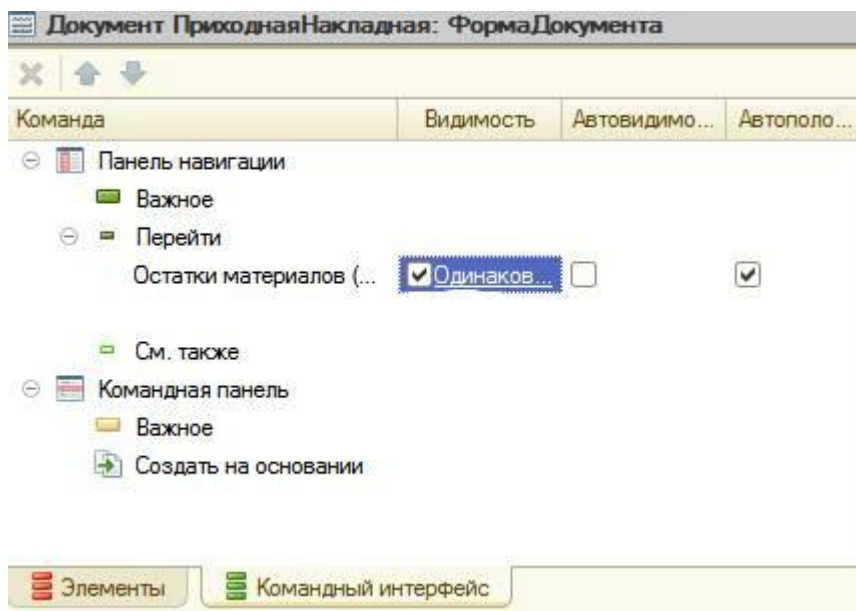 Документ ПриходнаяНакладная: ФормаДокумента
Команда Видимость Автовидимо... Автополо...
Панель навигации
Важное
Перейти
Остатки материалов (... Одинаков...
См. также
Командная панель
Важное
Создать на основании
Элементы Командный интерфейс